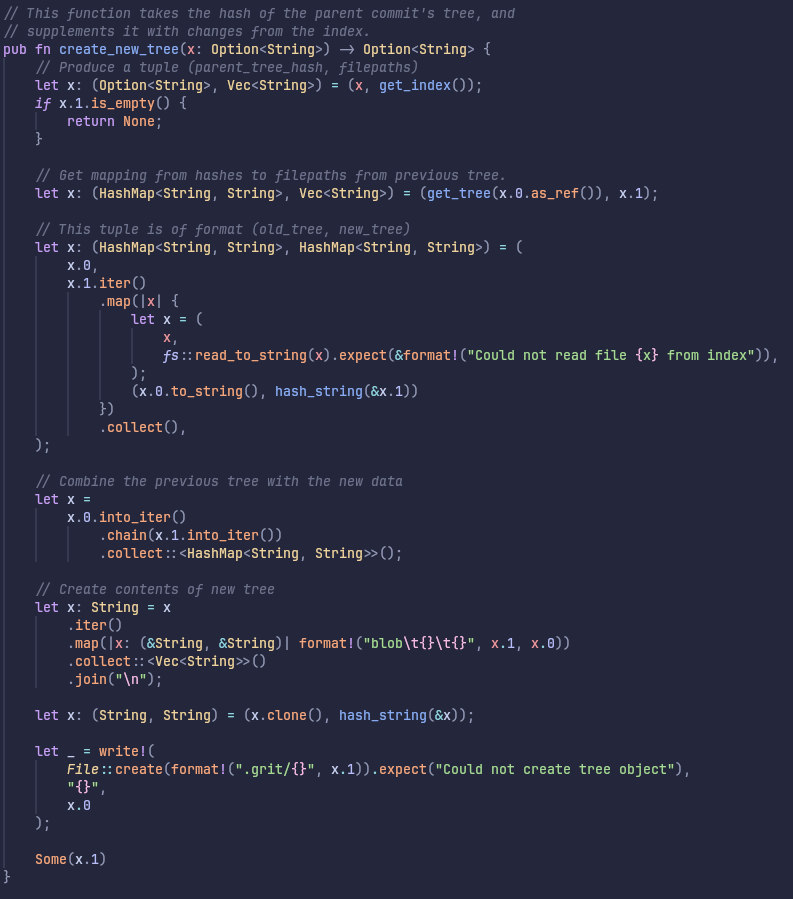 // This function takes the hash of the parent commit's tree, and
// supplements it with changes from the index.
pub fn create_new_tree(x: Option<String>) -> Option<String> {
    // Produce a tuple (parent_tree_hash, filepaths)
    let x: (Option<String>, Vec<String>) = (x, get_index());
    if x.1.is_empty() {
        return None;
    }

    // Get mapping from hashes to filepaths from previous tree.
    let x: (HashMap<String, String>, Vec<String>) = (get_tree(x.0.as_ref()), x.1);

    // This tuple is of format (old_tree, new_tree)
    let x: (HashMap<String, String>, HashMap<String, String>) = (
        x.0,
        x.1.iter()
            .map(|x| {
                let x = (
                    x,
                    fs::read_to_string(x).expect(&format!("Could not read file {x} from index")),
                );
                (x.0.to_string(), hash_string(&x.1))
            })
            .collect(),
    );

    // Combine the previous tree with the new data
    let x =
        x.0.into_iter()
            .chain(x.1.into_iter())
            .collect::<HashMap<String, String>>();

    // Create contents of new tree
    let x: String = x
        .iter()
        .map(|x: (&String, &String)| format!("blob\t{}\t{}", x.1, x.0))
        .collect::<Vec<String>>()
        .join("\n");

    let x: (String, String) = (x.clone(), hash_string(&x));

    let _ = write!(
        File::create(format!(".grit/{}", x.1)).expect("Could not create tree object"),
        "{}",
        x.0
    );

    Some(x.1)
}